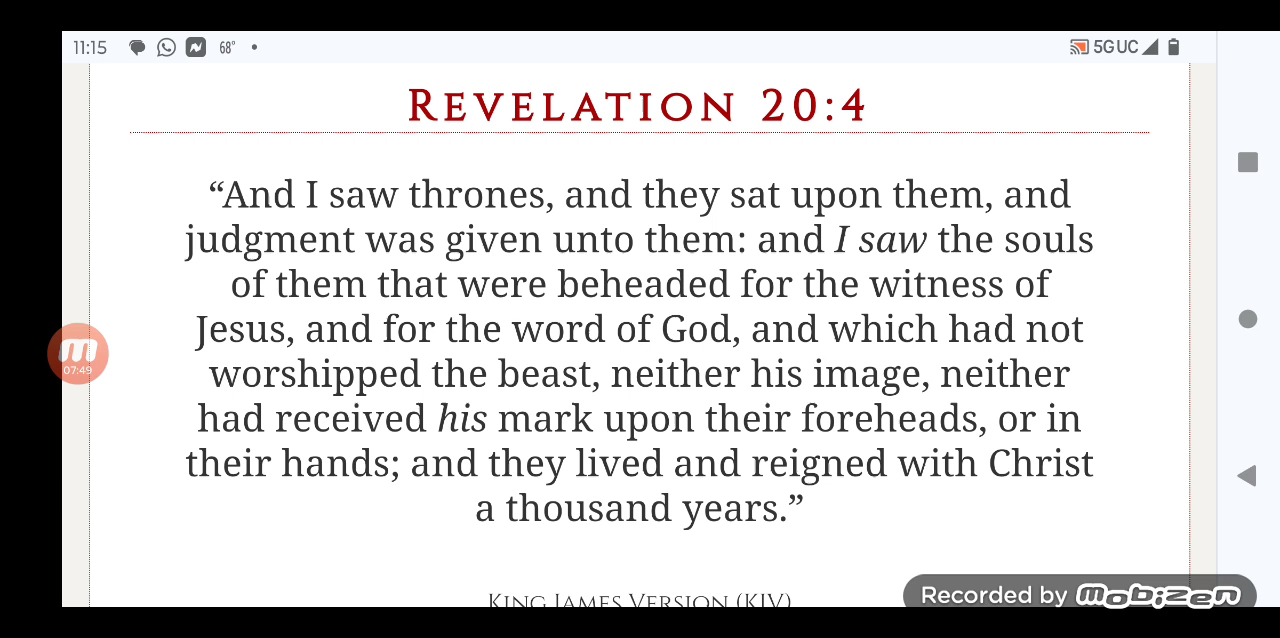 11:15 68° 5G UC
REVELATION 20:4
“And I saw thrones, and they sat upon them, and
judgment was given unto them: and I saw the souls
of them that were beheaded for the witness of
Jesus, and for the word of God, and which had not
worshipped the beast, neither his image, neither
had received his mark upon their foreheads, or in
their hands; and they lived and reigned with Christ
a thousand years.”
07:49
KING JAMES VERSION (KJV)
Recorded by mobizen